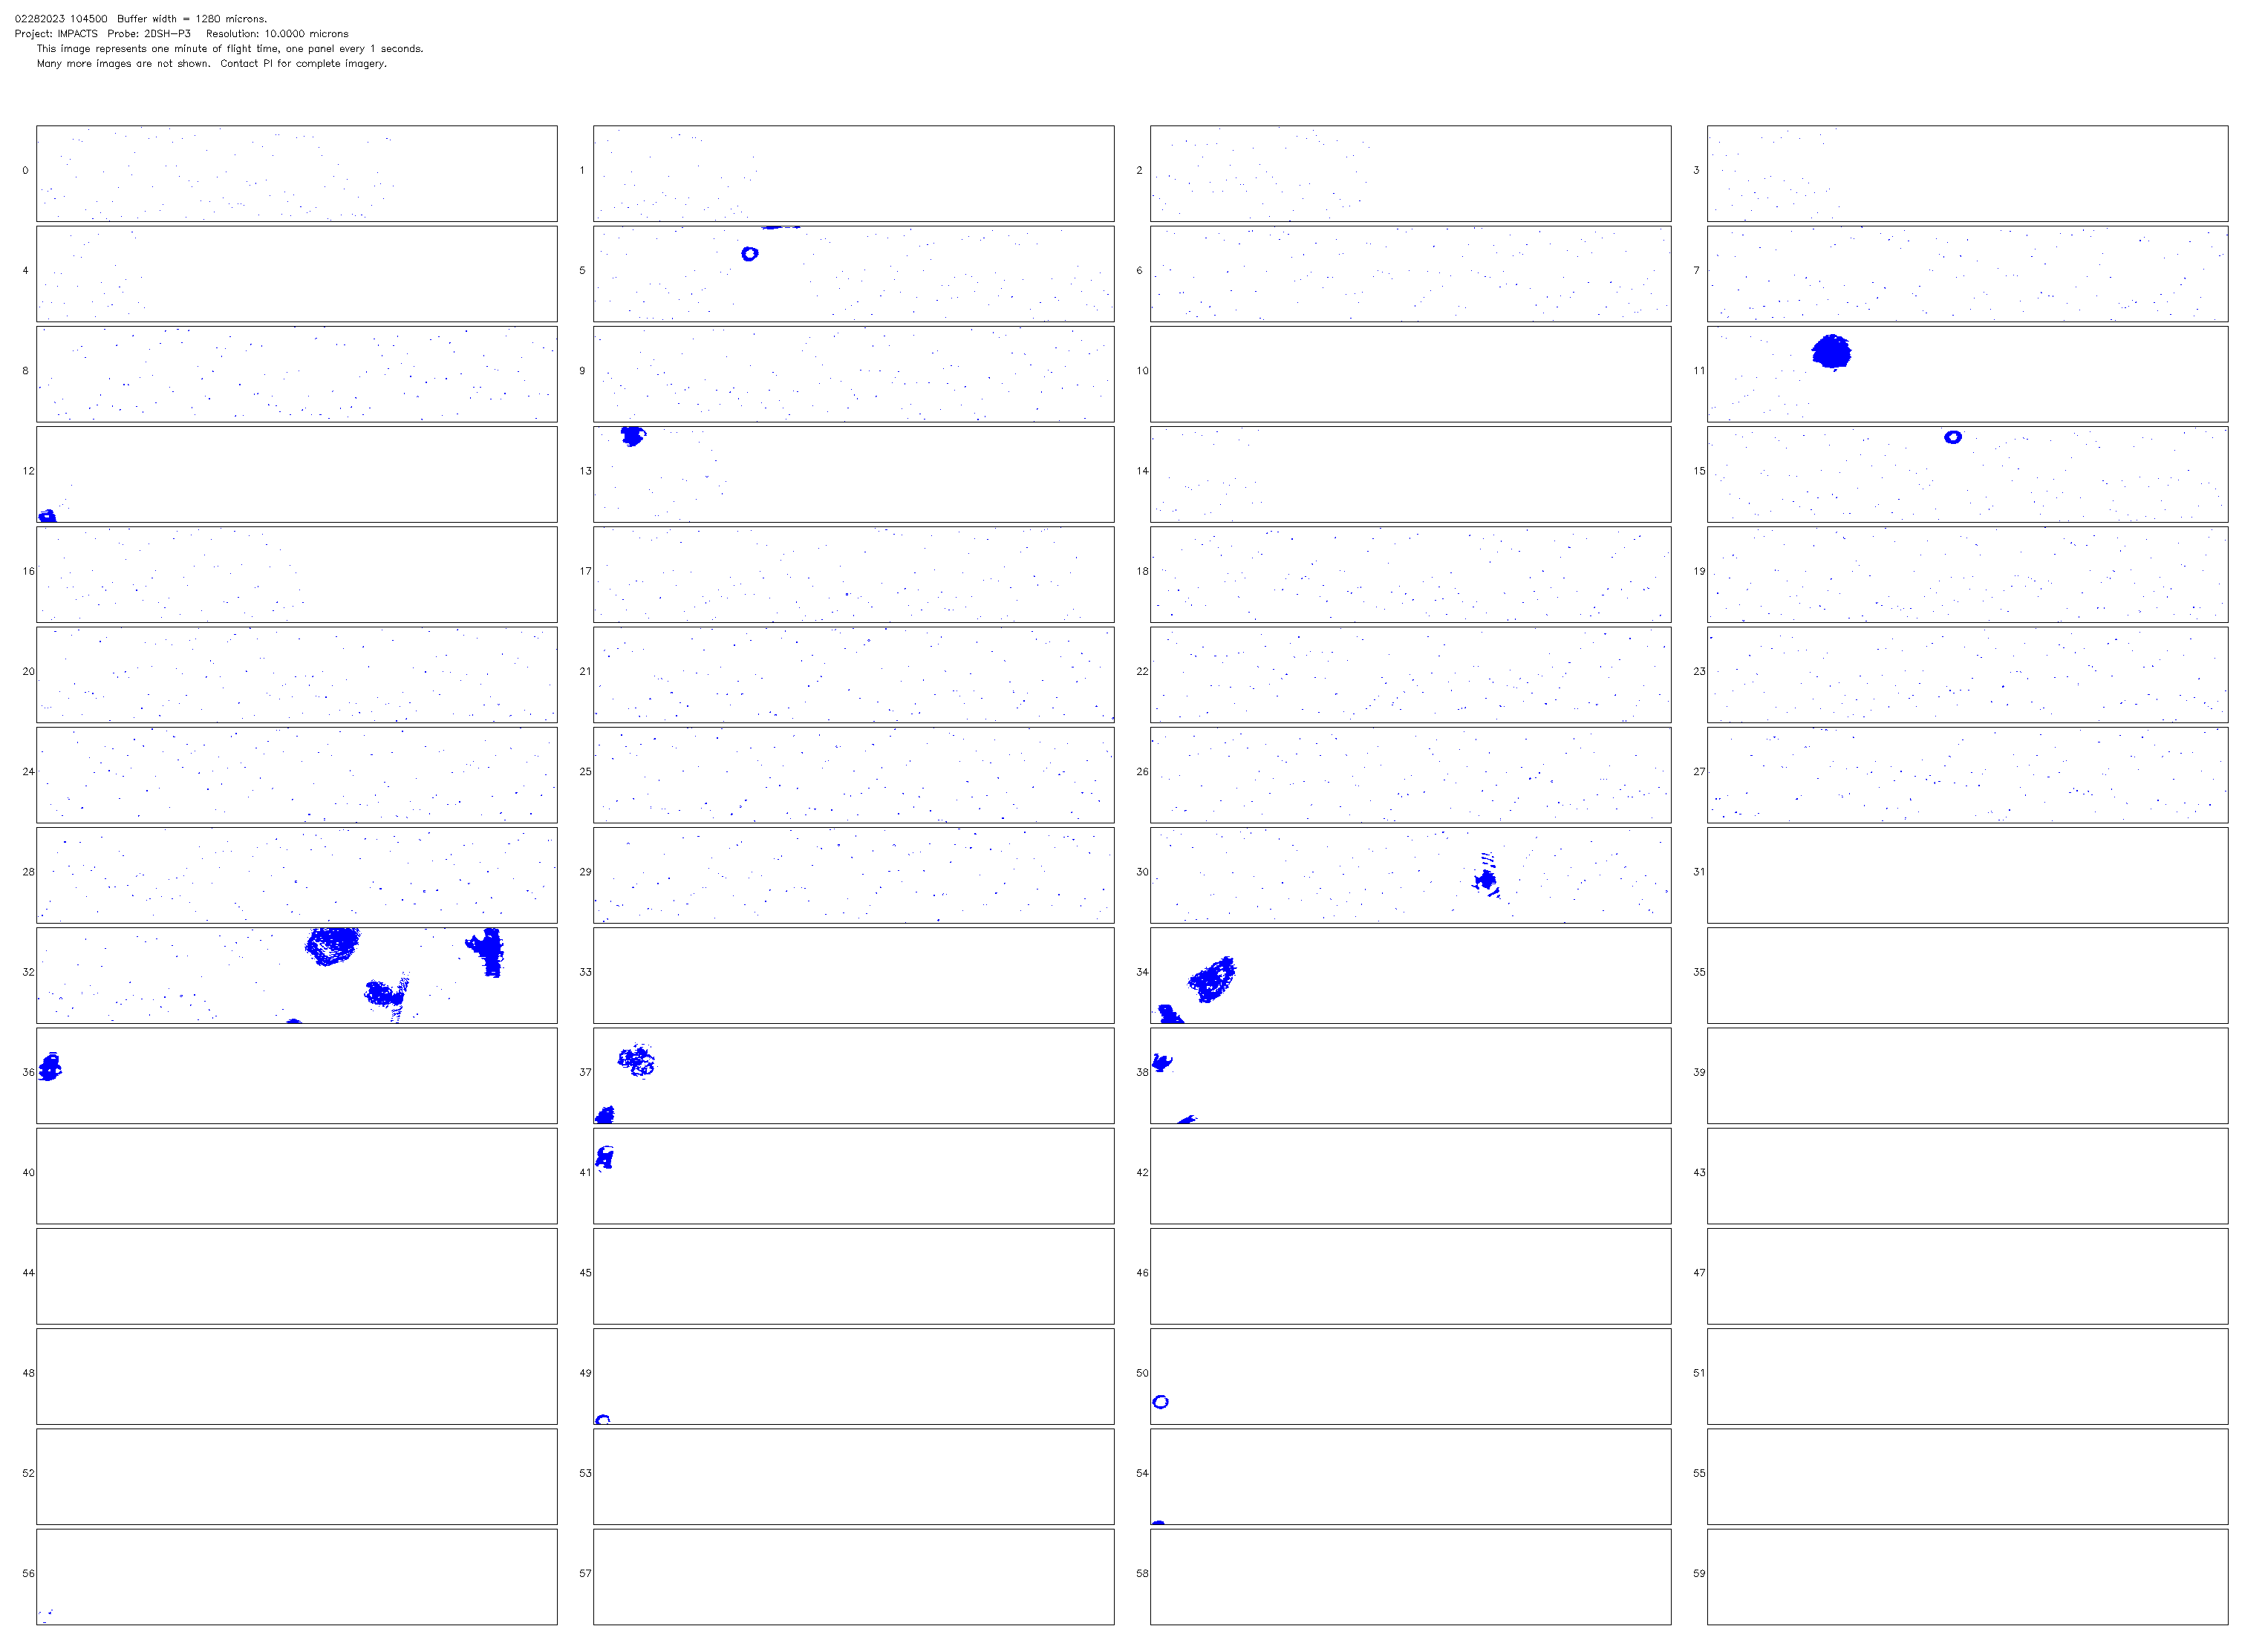 02282023 104500  Buffer width = 1280 microns.
Project: IMPACTS  Probe: 2DSH-P3    Resolution: 10.0000 microns
This image represents one minute of flight time, one panel every 1 seconds.
Many more images are not shown.  Contact PI for complete imagery.
0 1 2 3
4 5 6 7
8 9 10 11
12 13 14 15
16 17 18 19
20 21 22 23
24 25 26 27
28 29 30 31
32 33 34 35
36 37 38 39
40 41 42 43
44 45 46 47
48 49 50 51
52 53 54 55
56 57 58 59